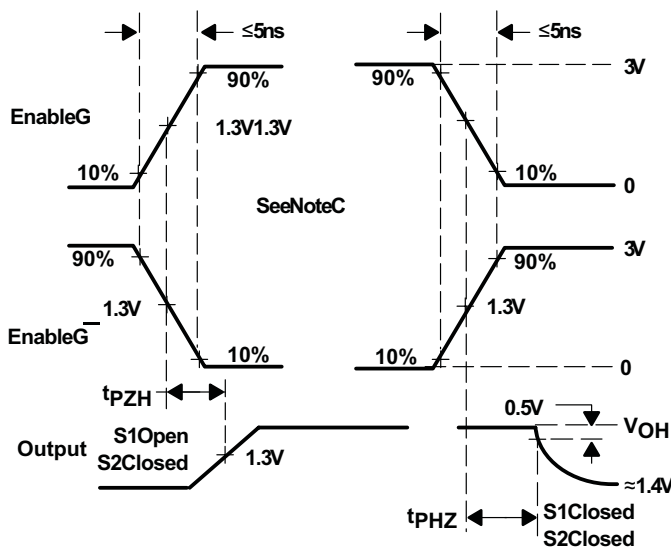 ≤5ns ≤5ns
90% 90% 3V
EnableG 1.3V1.3V
10% 10% 0
SeeNoteC
90% 90% 3V
1.3V 1.3V
EnableG̅
10% 10% 0
tPZH 0.5V
VOH
Output S1Open
S2Closed 1.3V
≈1.4V
tPHZ S1Closed
S2Closed